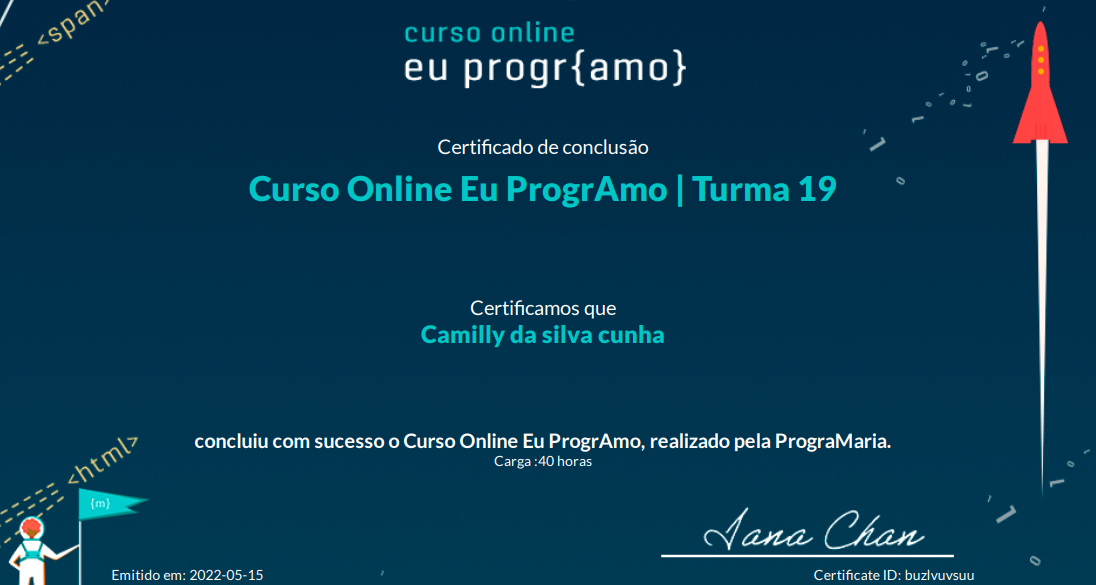 <span>
curso online
eu progr{amo}
Certificado de conclusão
Curso Online Eu ProgrAmo | Turma 19
Certificamos que
Camilly da silva cunha
concluiu com sucesso o Curso Online Eu ProgrAmo, realizado pela PrograMaria.
Carga :40 horas
<html>
{m}
Iana Chan
Emitido em: 2022-05-15
Certificate ID: buzlvuvsuu